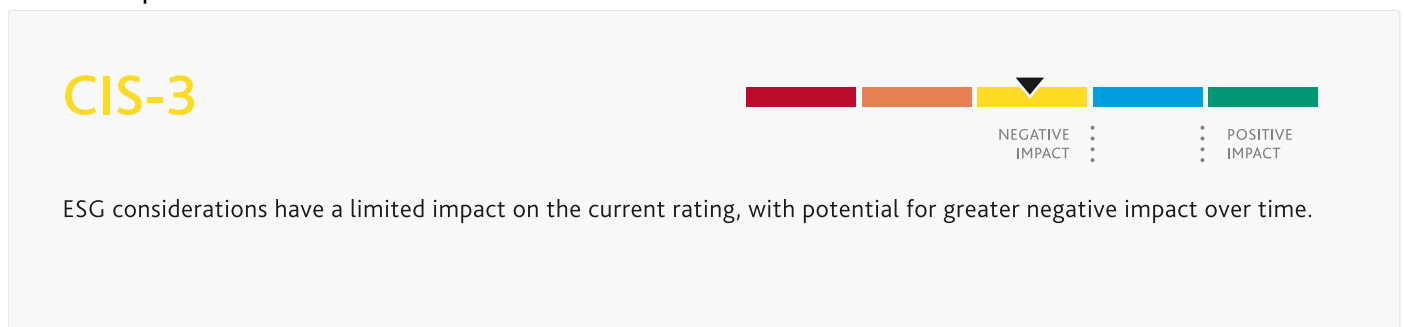 CIS-3
NEGATIVE
IMPACT
POSITIVE
IMPACT
ESG considerations have a limited impact on the current rating, with potential for greater negative impact over time.